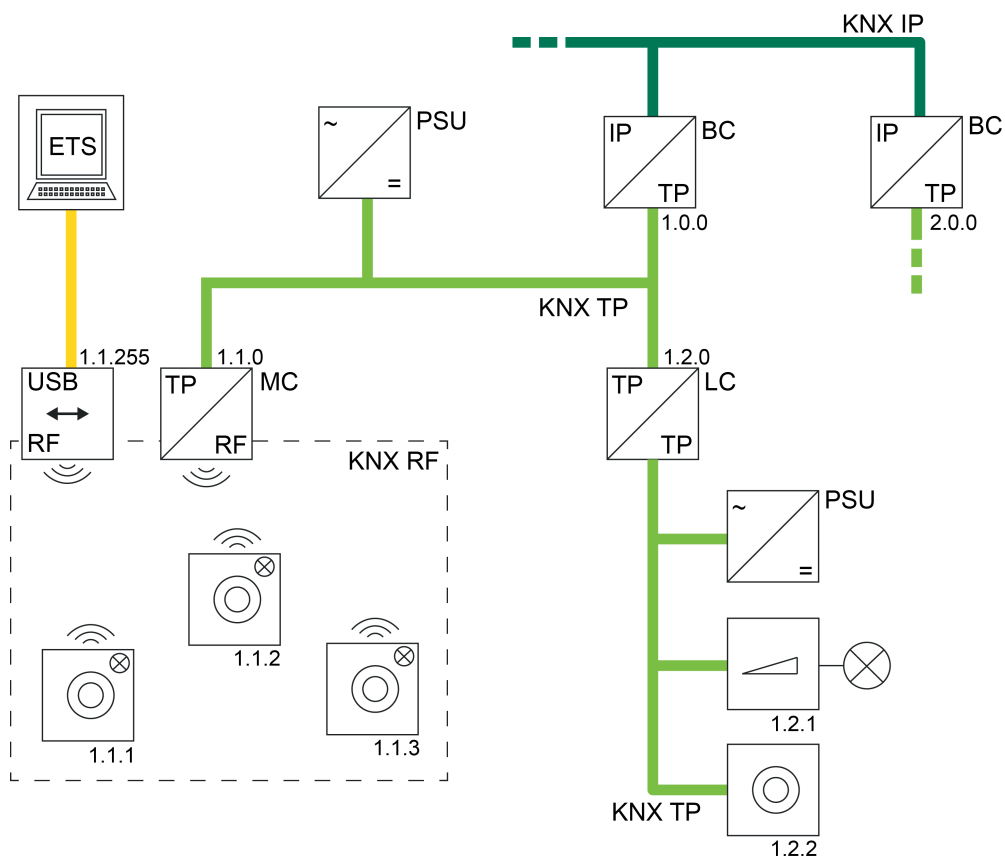 KNX IP
ETS
~
=
PSU
IP
TP
BC
1.0.0
IP
TP
BC
2.0.0
KNX TP
1.1.255
USB
RF
1.1.0
TP
RF
MC
1.2.0
TP
TP
LC
KNX RF
~
=
PSU
1.1.2
1.1.1
1.1.3
1.2.1
KNX TP
1.2.2